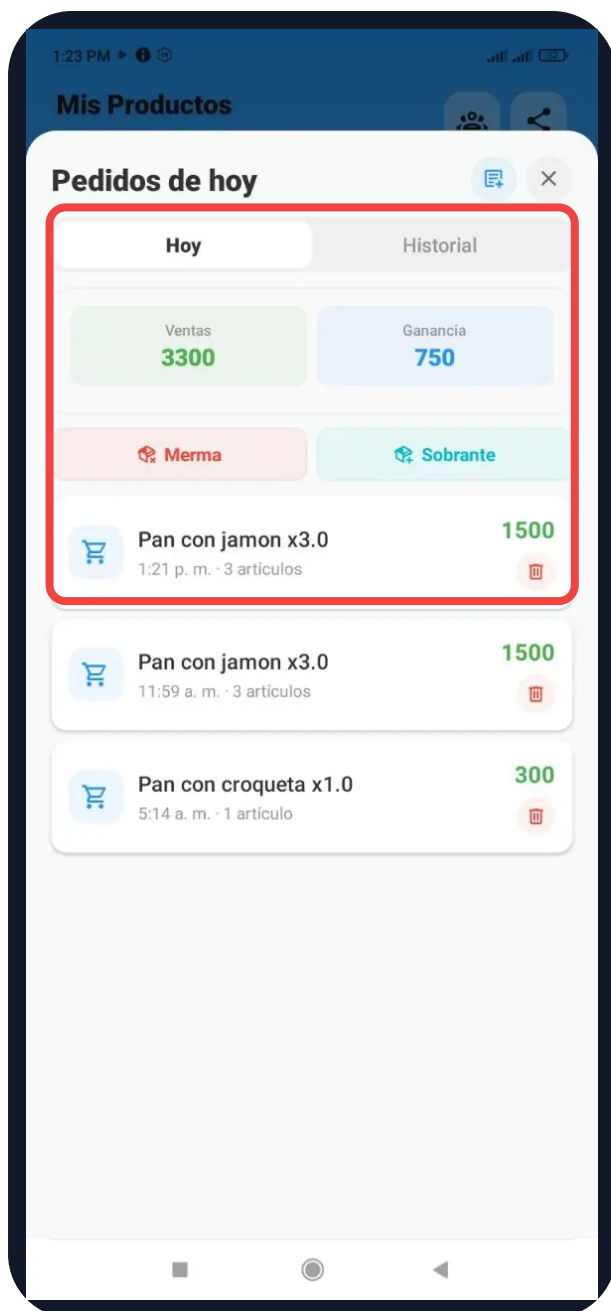 1:23 PM
Mis Productos
Pedidos de hoy
Hoy
Historial
Ventas
Ganancia
3300
750
Merma
Sobrante
Pan con jamon x3.0
1500
1:21 p. m. · 3 artículos
Pan con jamon x3.0
1500
11:59 a. m. · 3 artículos
Pan con croqueta x1.0
300
5:14 a. m. · 1 artículo